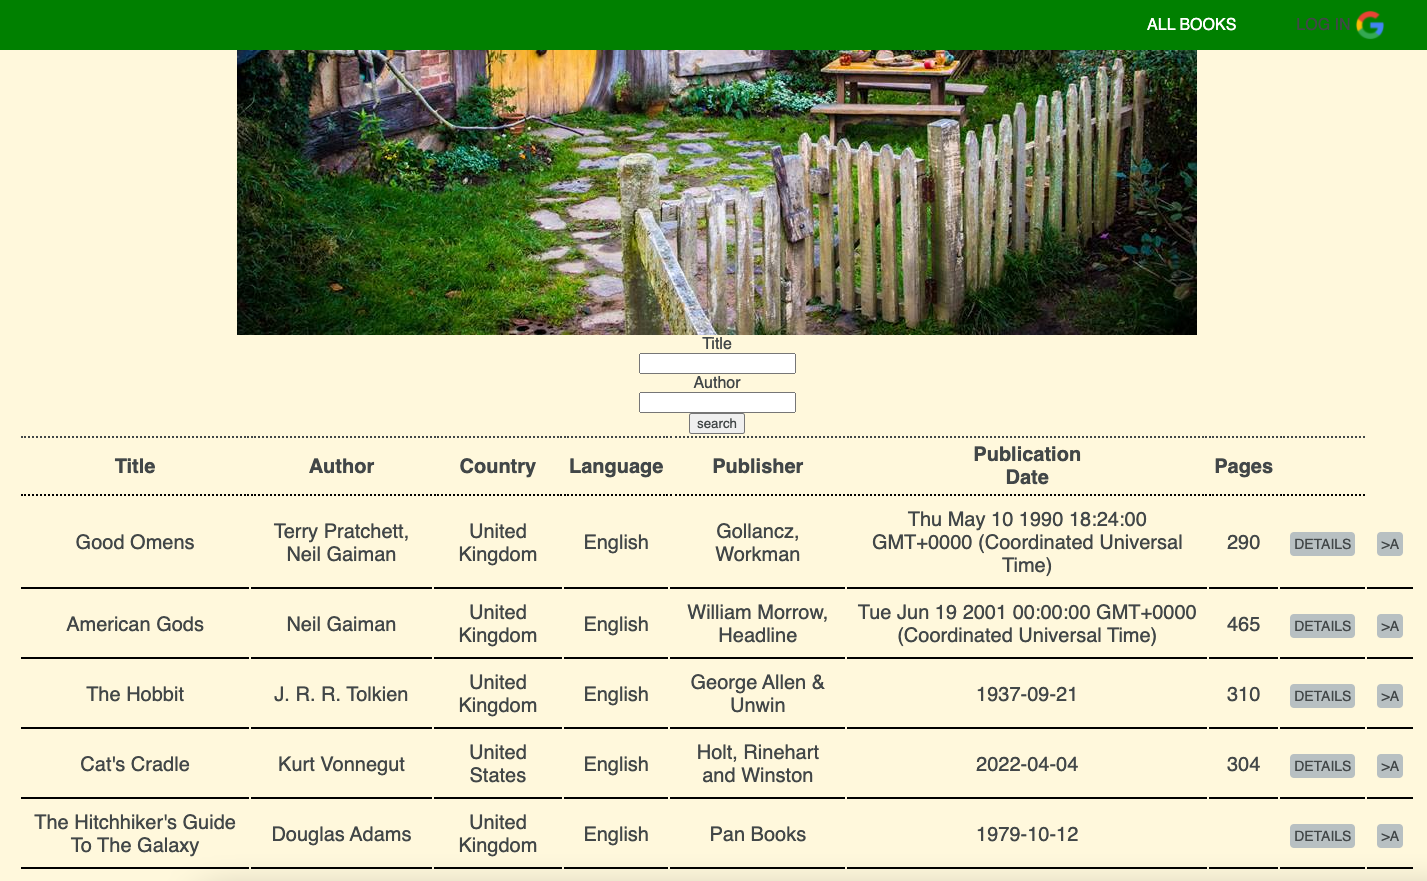 ALL BOOKS
LOG IN
Title
Author
search
Title Author Country Language Publisher Publication Date Pages
Good Omens Terry Pratchett, Neil Gaiman United Kingdom English Gollancz, Workman Thu May 10 1990 18:24:00 GMT+0000 (Coordinated Universal Time) 290 DETAILS >A
American Gods Neil Gaiman United Kingdom English William Morrow, Headline Tue Jun 19 2001 00:00:00 GMT+0000 (Coordinated Universal Time) 465 DETAILS >A
The Hobbit J. R. R. Tolkien United Kingdom English George Allen & Unwin 1937-09-21 310 DETAILS >A
Cat's Cradle Kurt Vonnegut United States English Holt, Rinehart and Winston 2022-04-04 304 DETAILS >A
The Hitchhiker's Guide To The Galaxy Douglas Adams United Kingdom English Pan Books 1979-10-12 DETAILS >A